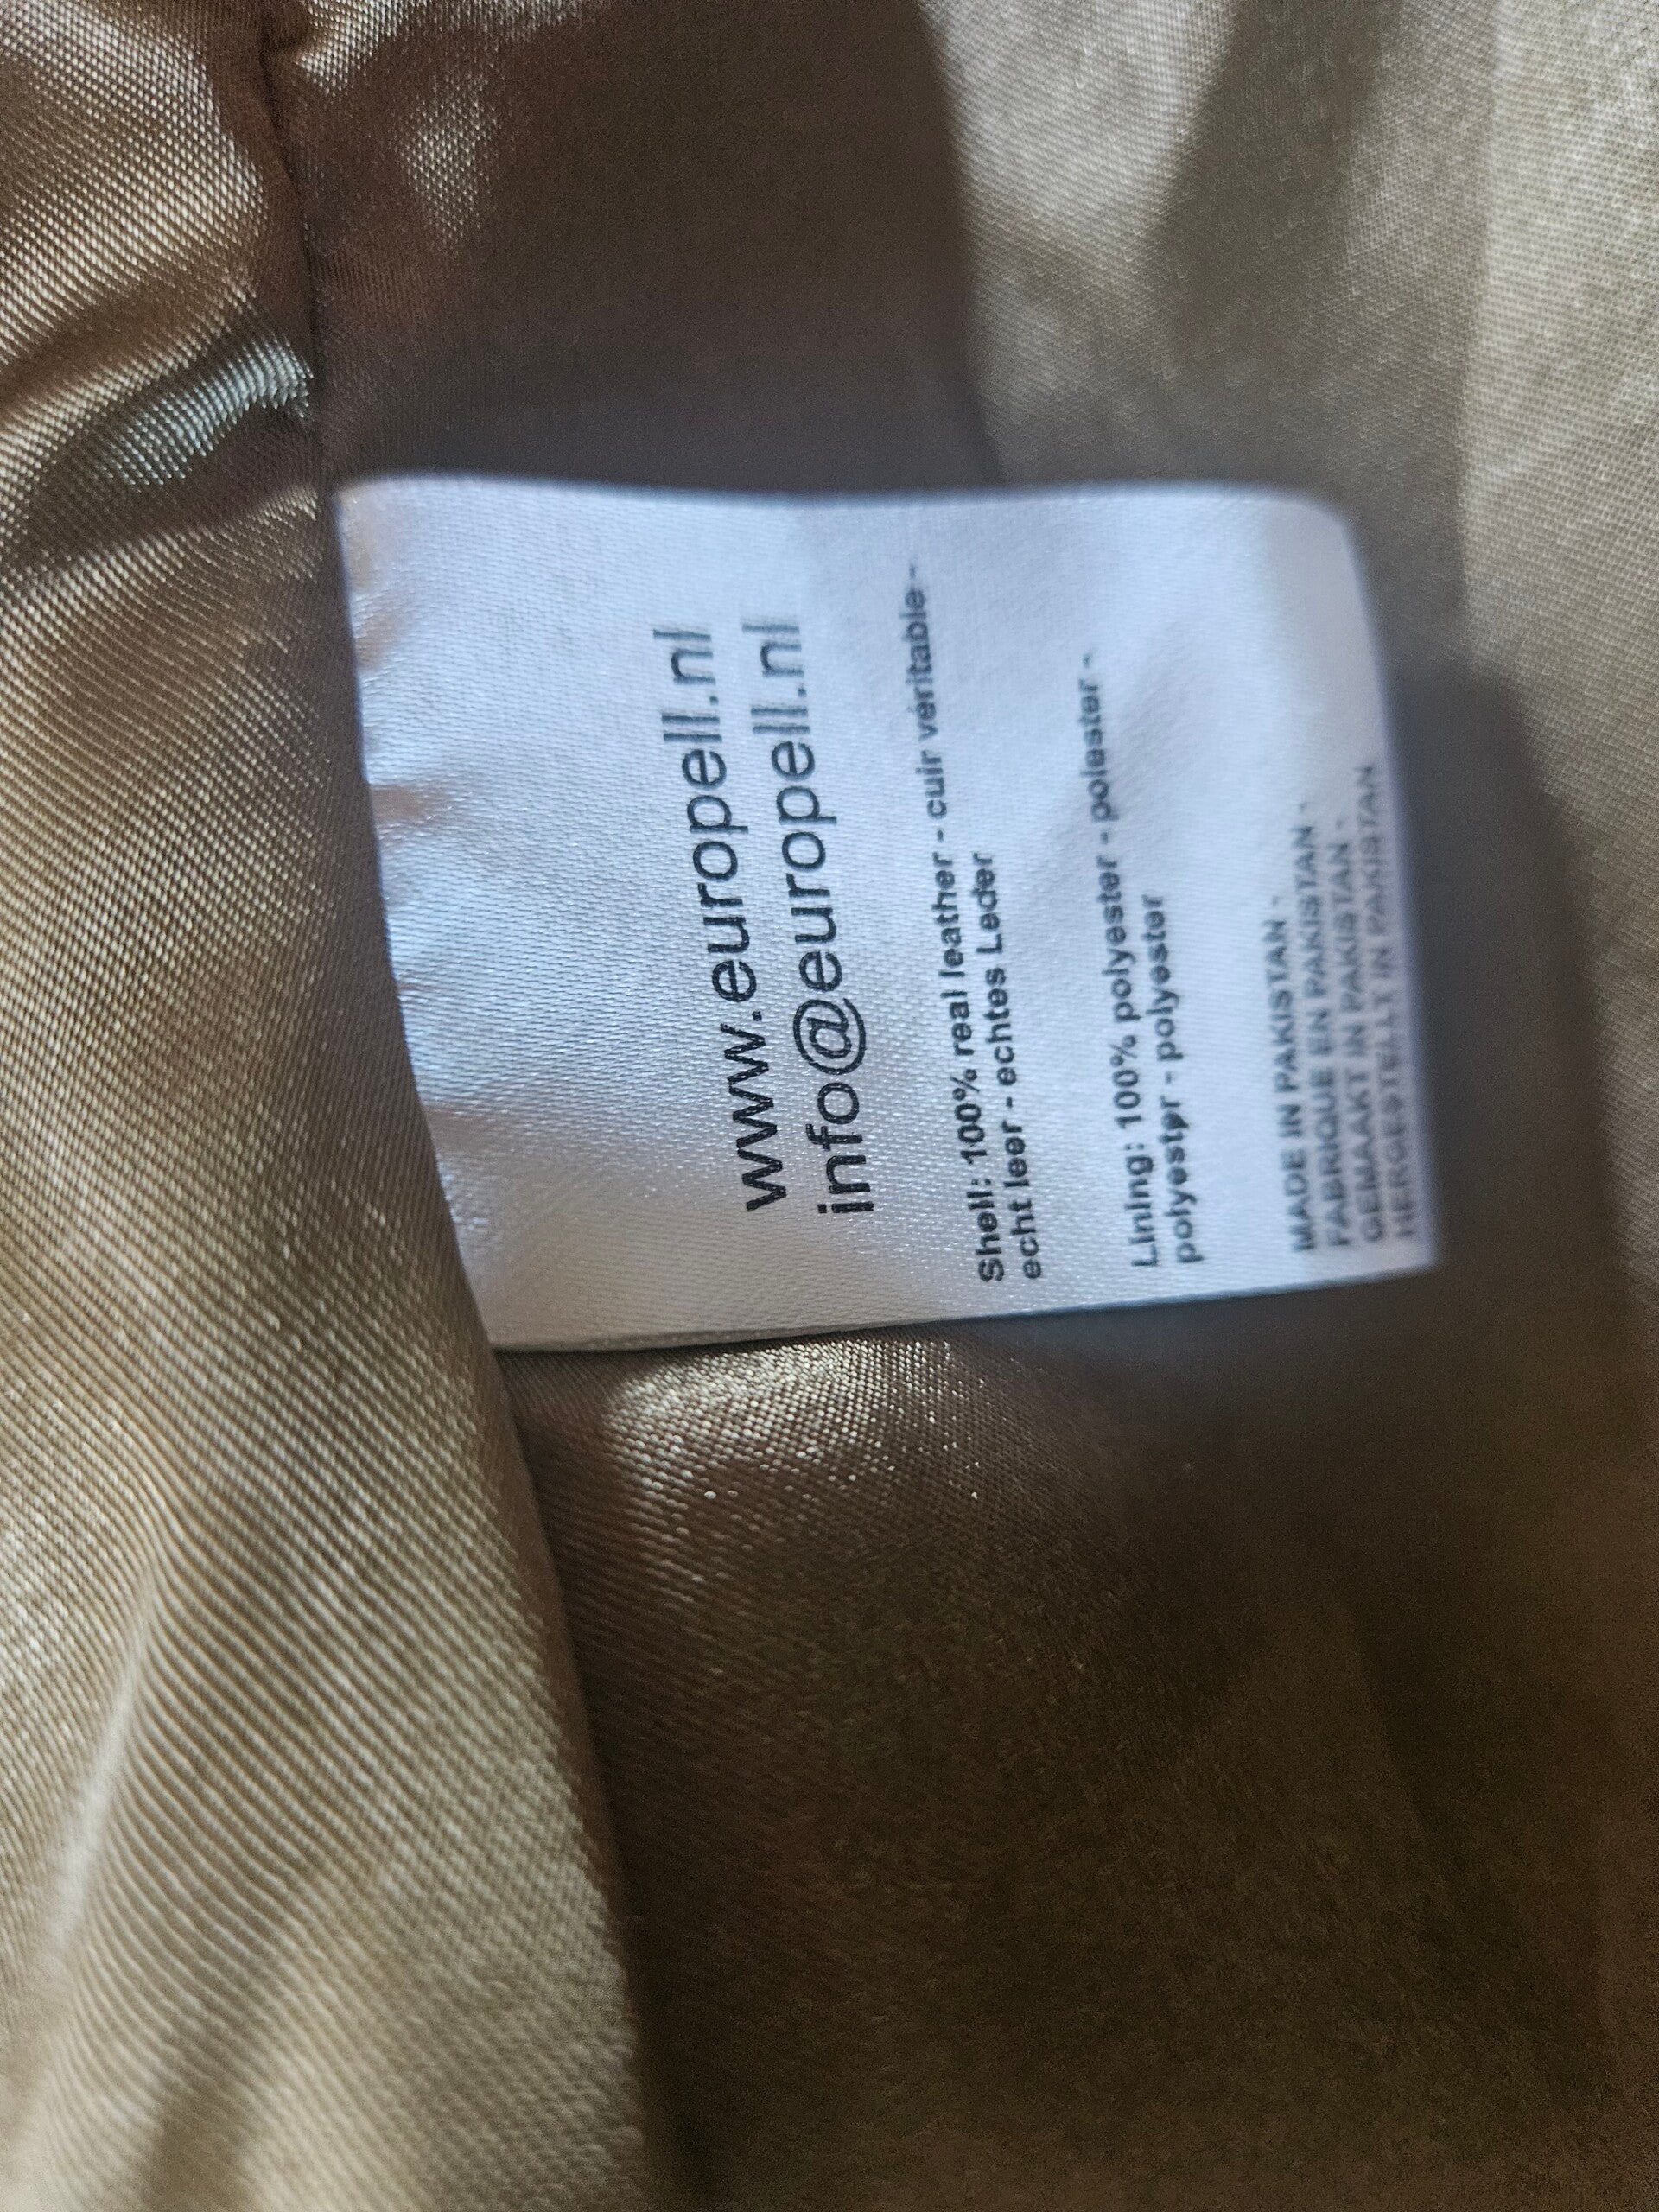 www.europell.nl
info@europell.nl
Shell: 100% real leather - cuir véritable -
echt leer - echtes Leder
Lining: 100% polyester - polester -
polyester - polyester
MADE IN PAKISTAN -
FABRIQUE EN PAKISTAN -
GEMAAKT IN PAKISTAN -
HERGESTELLT IN PAKISTAN